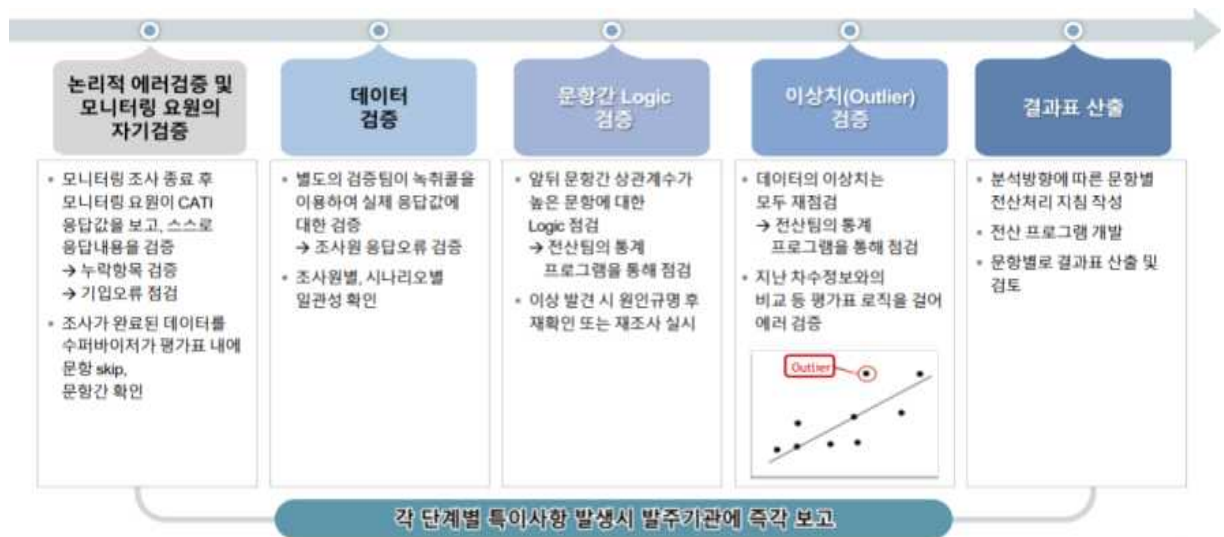 논리적 에러검증 및
모니터링 요원의
자기검증
• 모니터링 조사 종료 후
모니터링 요원이 CATI
응답값을 보고, 스스로
응답내용을 검증
→ 누락항목 검증
→ 기입오류 점검
• 조사가 완료된 데이터를
수퍼바이저가 평가표 내에
문항 skip,
문항간 확인
데이터
검증
• 별도의 검증팀이 녹취콜을
이용하여 실제 응답값에
대한 검증
→ 조사원 응답오류 검증
• 조사원별, 시나리오별
일관성 확인
문항간 Logic
검증
• 앞뒤 문항간 상관계수가
높은 문항에 대한
Logic 점검
→ 전산팀의 통계
프로그램을 통해 점검
• 이상 발견 시 원인규명 후
재확인 또는 재조사 실시
이상치(Outlier)
검증
• 데이터의 이상치는
모두 재점검
→ 전산팀의 통계
프로그램을 통해 점검
• 지난 차수정보와의
비교 등 평가표 로직을 걸어
에러 검증
Outlier
결과표 산출
• 분석방향에 따른 문항별
전산처리 지침 작성
• 전산 프로그램 개발
• 문항별로 결과표 산출 및
검토
각 단계별 특이사항 발생시 발주기관에 즉각 보고